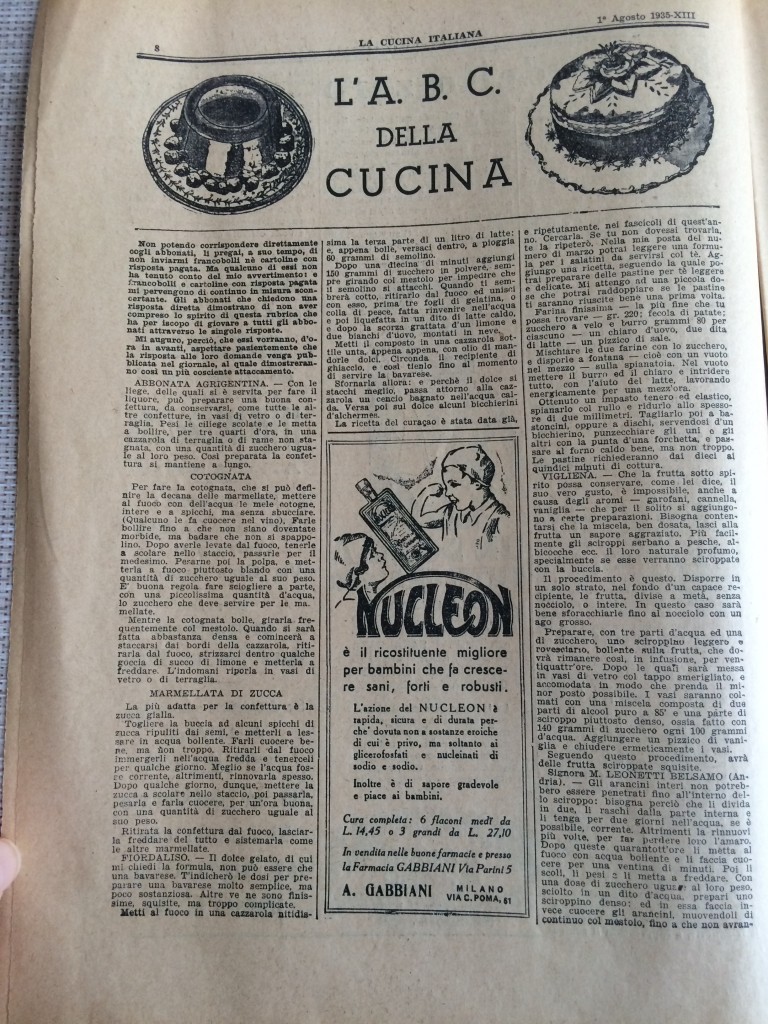 8
LA CUCINA ITALIANA
1º Agosto 1935-XIII
L'A. B. C.
DELLA
CUCINA
Non potendo corrispondere direttamente
cogli abbonati, li pregai, a suo tempo, di
non inviarmi francobolli nè cartoline con
risposta pagata. Ma qualcuno di essi non
ha tenuto conto del mio avvertimento: e
francobolli e cartoline con risposta pagata
mi pervengono di continuo in misura scon-
certante. Gli abbonati che chiedono una
risposta diretta dimostrano di non aver
compreso lo spirito di questa rubrica che
ha per iscopo di giovare a tutti gli abbo-
nati attraverso le singole risposte.
Mi auguro, perciò, che essi vorranno, d'o-
ra in avanti, aspettare pazientemente che
la risposta alle loro domande venga pub-
blicata nel giornale, al quale dimostreran-
no così un più cosciente attaccamento.
ABBONATA AGRIGENTINA. — Con le
ilege, delle quali si è servita per fare il
liquore, può preparare una buona con-
fettura, da conservarsi, come tutte le al-
tre confetture, in vasi di vetro o di ter-
raglia. Pesi le ciliege scolate e le metta
a bollire, per tre quarti d'ora, in una
cazzarola di terraglia o di rame non sta-
gnata, con una quantità di zucchero ugua-
le al loro peso. Così preparata la confet-
tura si mantiene a lungo.
COTOGNATA
Per fare la cotognata, che si può defi-
nire la decana delle marmellate, mettere
al fuoco con dell'acqua le mele cotogne,
intere e a spicchi, ma senza sbucciare.
(Qualcuno le fa cuocere nel vino). Farle
bollire fino a che non siano doventate
morbide, ma badare che non si spappo-
lino. Dopo averle levate dal fuoco, tenerle
a scolare nello staccio, passarle per il
medesimo. Pesarne poi la polpa, e met-
terla a fuoco piuttosto blando con una
quantità di zucchero uguale al suo peso.
E' buona regola fare sciogliere a parte,
con una piccolissima quantità d'acqua,
lo zucchero che deve servire per le ma.
mellate.
Mentre la cotognata bolle, girarla fre-
quentemente col mestolo. Quando si sarà
fatta abbastanza densa e comincerà a
staccarsi dai bordi della cazzarola, riti-
rarla dal fuoco, strizzarci dentro qualche
goccia di succo di limone e metterla a
freddare. L'indomani riporla in vasi di
vetro o di terraglia.
MARMELLATA DI ZUCCA
La più adatta per la confettura è la
zucca gialla.
Togliere la buccia ad alcuni spicchi di
zucca ripuliti dai semi, e metterli a les-
sare in acqua bollente. Farli cuocere be-
ne, ma non troppo. Ritirarli dal fuoco
immergerli nell'acqua fredda e tenerceli
per qualche giorno. Meglio se l'acqua fos-
se corrente, altrimenti, rinnovarla spesso.
Dopo qualche giorno, dunque, mettere la
zucca a scolare nello staccio, poi passarla,
pesarla e farla cuocere, per un'ora buona,
con una quantità di zucchero uguale al
suo peso.
Ritirata la confettura dal fuoco, lasciar-
la freddare del tutto e sistemarla come
le altre marmellate.
FIORDALISO. — Il dolce gelato, di cui
mi chiedi la formula, non può essere che
una bavarese. T'indicherò le dosi per pre-
parare una bavarese molto semplice, ma
poco sostanziosa. Altre ve ne sono finis-
sime, squisite, ma troppo complicate.
Metti al fuoco in una cazzarola nitidis-
sima la terza parte di un litro di latte:
e, appena bolle, versaci dentro, a pioggia
60 grammi di semolino.
Dopo una diecina di minuti aggiungi
150 grammi di zucchero in polvere, sem-
pre girando col mestolo per impedire che
il semolino si attacchi. Quando ti sem-
brerà cotto, ritirarlo dal fuoco ed unisci
con esso, prima tre fogli di gelatina, o
colla di pesce, fatta rinvenire nell'acqua
e poi liquefatta in un dito di latte caldo,
e dopo la scorza grattata d'un limone e
due bianchi d'uovo, montati in neve.
Metti il composto in una cazzarola sot-
tile unta, appena appena, con olio di man-
dorle dolci. Circonda il recipiente di
ghiaccio, e così tienlo fino al momento
di servire la bavarese.
Sfornarla allora: e perchè il dolce si
stacchi meglio, passa attorno alla caz-
zarola un cencio bagnato nell'acqua cal-
da. Versa poi sul dolce alcuni bicchierini
d'alchermes.
La ricetta del curaçao è stata data già,
NUCLEON
è il ricostituente migliore
per bambini che fa cresce-
re sani, forti e robusti.
L'azione del NUCLEON è
rapida, sicura e di durata per-
che' dovuta non a sostanze eroiche
di cui è privo, ma soltanto ai
glicerofosfati e nucleinati di
sodio e sodio.
Inoltre è di sapore gradevole
e piace ai bambini.
Cura completa: 6 flaconi medî da
L. 14,45 o 3 grandi da L. 27,10
In vendita nelle buone farmacie e presso
la Farmacia GABBIANI Via Parini 5
A. GABBIANI
MILANO
VIA C. POMA, 61
e ripetutamente, nei fascicoli di quest'an-
no. Cercarla. Se tu non dovessi trovarla,
te la ripeterò. Nella mia posta del nu-
mero di marzo potrai leggere una formu-
la per i salatini da servirsi col tè. Ag-
giungo una ricetta, seguendo la quale po-
trai preparare delle pastine per tè leggere
e delicate. Mi attengo ad una piccola do-
se che potrai raddoppiare se le pastine
ti saranno riuscite bene una prima volta.
Farina finissima — la più fine che tu
possa trovare — gr. 220; fecola di patate;
zucchero a velo e burro grammi 80 per
ciascuno — un chiaro d'uovo, due dita
di latte — un pizzico di sale.
Mischiare le due farine con lo zucchero,
e disporle a fontana — cioè con un vuoto
nel mezzo — sulla spianatoia. Nel vuoto
mettere il burro ed il chiaro e intridere
tutto, con l'aiuto del latte, lavorando
energicamente per una mezz'ora.
Ottenuto un impasto tenero ed elastico,
spianarlo col rullo e ridurlo allo spesso-
re di due millimetri. Tagliarlo poi a ba-
stoncini, oppure a dischi, servendosi d'un
bicchierino, punzecchiare gli uni e gli
altri con la punta d'una forchetta, e pas-
sare al forno caldo bene, ma non troppo.
Le pastine richiederanno dai dieci ai
quindici minuti di cottura.
VIGLIENA. — Che la frutta sotto spi-
rito possa conservare, come lei dice, il
suo vero gusto, è impossibile, anche a
causa degli aromi — garofani, cannella,
vaniglia — che per il solito si aggiungo-
no a certe preparazioni. Bisogna conten-
tarsi che la miscela, ben dosata, lasci alla
frutta un sapore aggraziato. Più facil-
mente gli sciroppi serbano a pesche, al-
bicocche ecc. il loro naturale profumo,
specialmente se esse verranno sciroppate
con la buccia.
Il procedimento è questo. Disporre in
un solo strato, nel fondo d'un capace re-
cipiente, le frutta, divise a metà, senza
nocciolo, o intere. In questo caso sarà
bene sforacchiarle fino al nocciolo con un
ago grosso.
Preparare, con tre parti d'acqua ed una
di zucchero, uno sciroppino leggero e
rovesciarlo, bollente, sulla frutta, che do-
vrà rimanere così, in infusione, per ven-
tiquattr'ore. Dopo le quali sarà messa
in vasi di vetro col tappo smerigliato, e
accomodata in modo che prenda il mi-
nor posto possibile. I vasi saranno col-
mati con una miscela composta di due
parti di alcool puro a 85° e una parte di
sciroppo piuttosto denso, ossia fatto con
140 grammi di zucchero ogni 100 grammi
d'acqua. Aggiungere un pizzico di vani-
glia e chiudere ermeticamente i vasi.
Seguendo questo procedimento, avrà
delle frutta sciroppate squisite.
Signora M. LEONETTI BELSAMO (An-
dria). — Gli arancini interi non potreb-
bero essere penetrati fino all'interno del-
lo sciroppo: bisogna perciò che li divida
in due, li raschi dalla parte interna e
li tenga per due giorni nell'acqua, se è
possibile, corrente. Altrimenti la rinnuovi
più volte, per far perdere loro l'amaro.
Dopo queste quarantott'ore li metta al
fuoco con acqua bollente e li faccia cuo-
cere per una ventina di minuti. Poi li
scoli, li pesi e li metta a freddare. Con
una dose di zucchero uguale al loro peso,
sciolto in un dito d'acqua, prepari uno
sciroppino denso: ed in essa faccia in-
vece cuocere gli arancini, muovendoli di
continuo col mestolo, fino a che non avran-